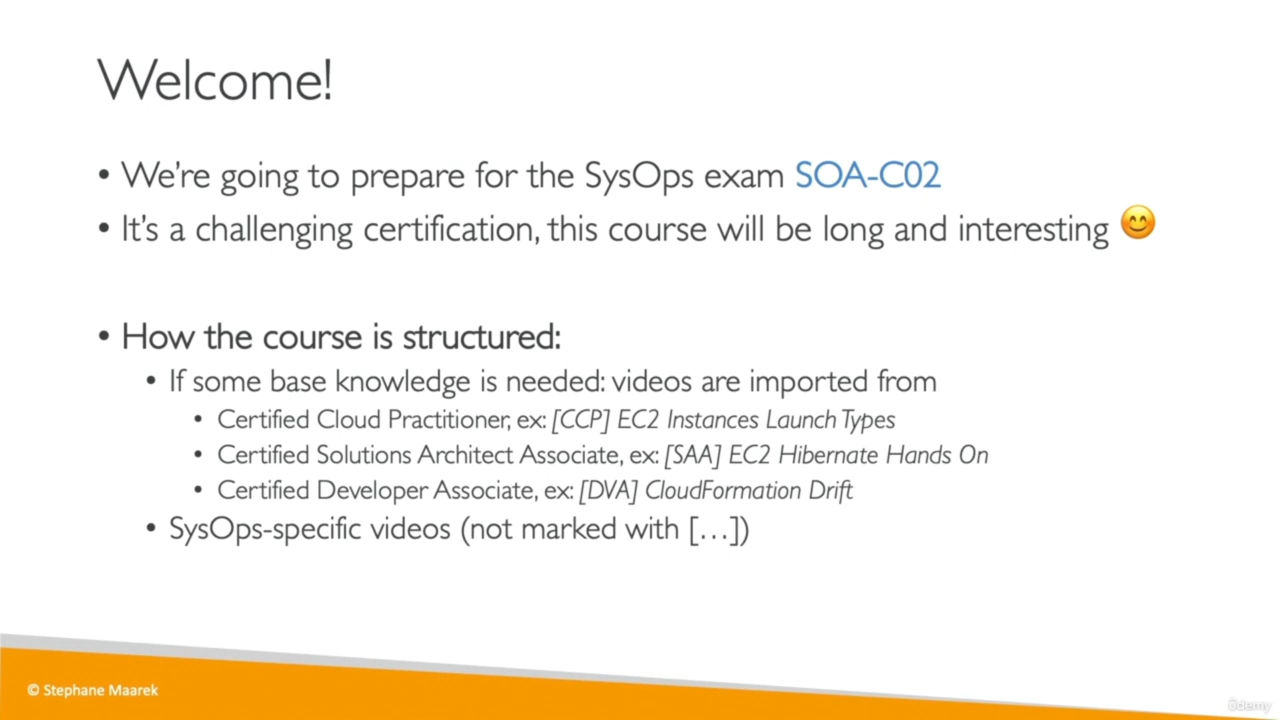 Welcome!
• We're going to prepare for the SysOps exam SOA-C02
• It's a challenging certification, this course will be long and interesting 😊
• How the course is structured:
• If some base knowledge is needed: videos are imported from
• Certified Cloud Practitioner, ex: [CCP] EC2 Instances Launch Types
• Certified Solutions Architect Associate, ex: [SAA] EC2 Hibernate Hands On
• Certified Developer Associate, ex: [DVA] CloudFormation Drift
• SysOps-specific videos (not marked with […])
© Stephane Maarek
ûdemy